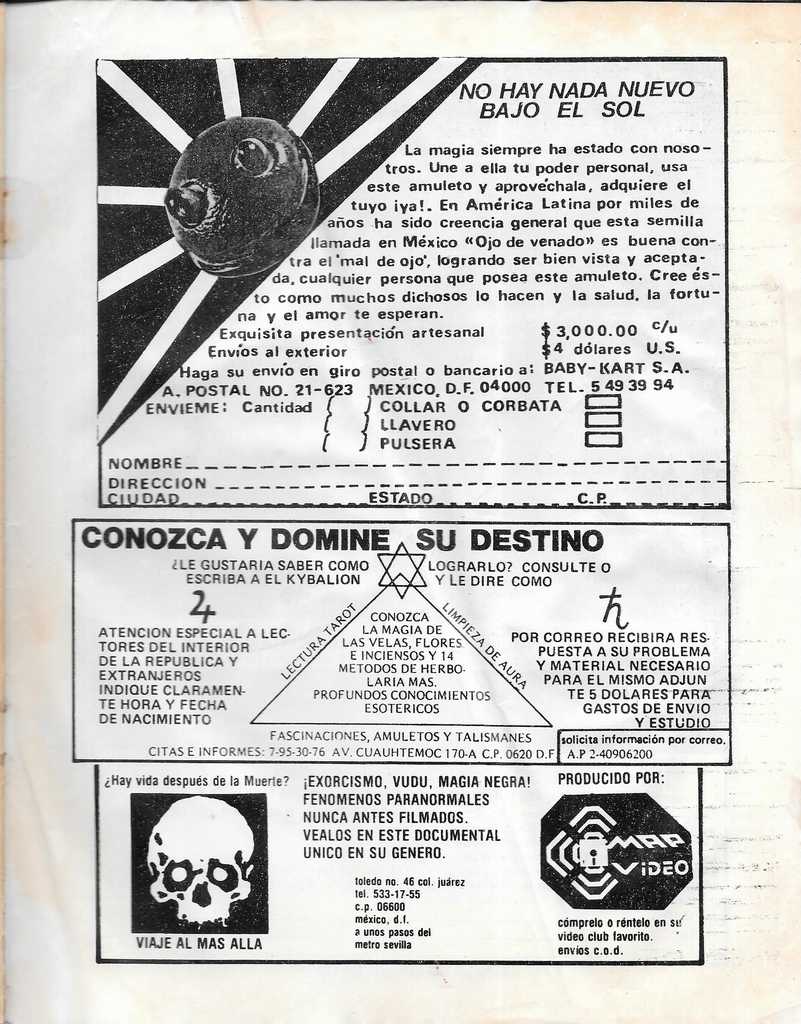 NO HAY NADA NUEVO
BAJO EL SOL
La magia siempre ha estado con noso-
tros. Une a ella tu poder personal, usa
este amuleto y aprovéchala, adquiere el
tuyo ¡ya!. En América Latina por miles de
años ha sido creencia general que esta semilla
llamada en México «Ojo de venado» es buena con-
tra el 'mal de ojo', logrando ser bien vista y acepta-
da, cualquier persona que posea este amuleto. Cree és-
to como muchos dichosos lo hacen y la salud, la fortu-
na y el amor te esperan.
Exquisita presentación artesanal $3,000.00 c/u
Envíos al exterior $4 dólares U.S.
Haga su envío en giro postal o bancario a: BABY-KART S.A.
A. POSTAL NO. 21-623 MEXICO, D.F. 04000 TEL. 5 49 39 94
ENVIEME: Cantidad ( ) COLLAR O CORBATA
( ) LLAVERO
( ) PULSERA
NOMBRE
DIRECCION
CIUDAD ESTADO C.P.
CONOZCA Y DOMINE SU DESTINO
¿LE GUSTARIA SABER COMO LOGRARLO? CONSULTE O
ESCRIBA A EL KYBALION Y LE DIRE COMO
♃
ATENCION ESPECIAL A LEC-
TORES DEL INTERIOR
DE LA REPUBLICA Y
EXTRANJEROS
INDIQUE CLARAMEN-
TE HORA Y FECHA
DE NACIMIENTO
LECTURA TAROT
CONOZCA
LA MAGIA DE
LAS VELAS, FLORES
E INCIENSOS Y 14
METODOS DE HERBO-
LARIA MAS.
PROFUNDOS CONOCIMIENTOS
ESOTERICOS
LIMPIEZA DE AURA
♄
POR CORREO RECIBIRA RES-
PUESTA A SU PROBLEMA
Y MATERIAL NECESARIO
PARA EL MISMO ADJUN
TE 5 DOLARES PARA
GASTOS DE ENVIO
Y ESTUDIO
FASCINACIONES, AMULETOS Y TALISMANES
CITAS E INFORMES: 7-95-30-76 AV. CUAUHTEMOC 170-A C.P. 0620 D.F.
solicita información por correo.
A.P 2-40906200
¿Hay vida después de la Muerte?
VIAJE AL MAS ALLA
¡EXORCISMO, VUDU, MAGIA NEGRA!
FENOMENOS PARANORMALES
NUNCA ANTES FILMADOS.
VEALOS EN ESTE DOCUMENTAL
UNICO EN SU GENERO.
toledo no. 46 col. juárez
tel. 533-17-55
c.p. 06600
méxico, d.f.
a unos pasos del
metro sevilla
PRODUCIDO POR:
MAP
VIDEO
cómprelo o réntelo en su
video club favorito.
envíos c.o.d.